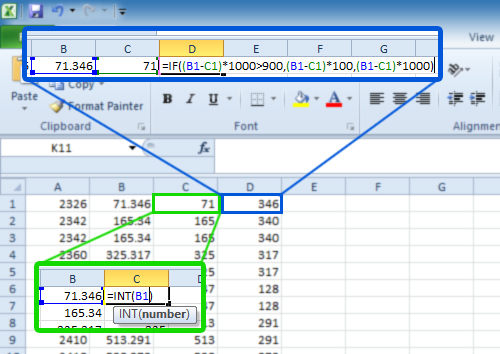 View
B C D E F G
71.346 71 =IF((B1-C1)*1000>900,(B1-C1)*100,(B1-C1)*1000)
Paste Copy
Format Painter
B I U A
Clipboard Font Alignment
K11 fx
A B C D E F G
1 2326 71.346 71 346
2 2342 165.34 165 340
3 2342 165.34 165 340
4 2360 325.317 325 317
5 317
6 B C 317
7 71.346 =INT(B1) 128
8 165.34 INT(number) 291
9 2410 513.291 513 291